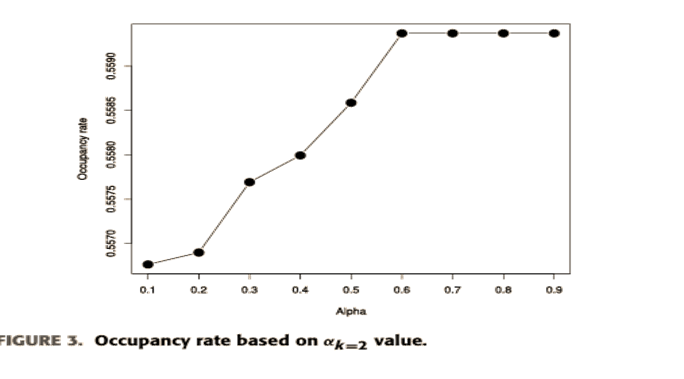 Occupancy rate
0.5590
0.5585
0.5580
0.5575
0.5570
0.1 0.2 0.3 0.4 0.5 0.6 0.7 0.8 0.9
Alpha
FIGURE 3. Occupancy rate based on αk=2 value.